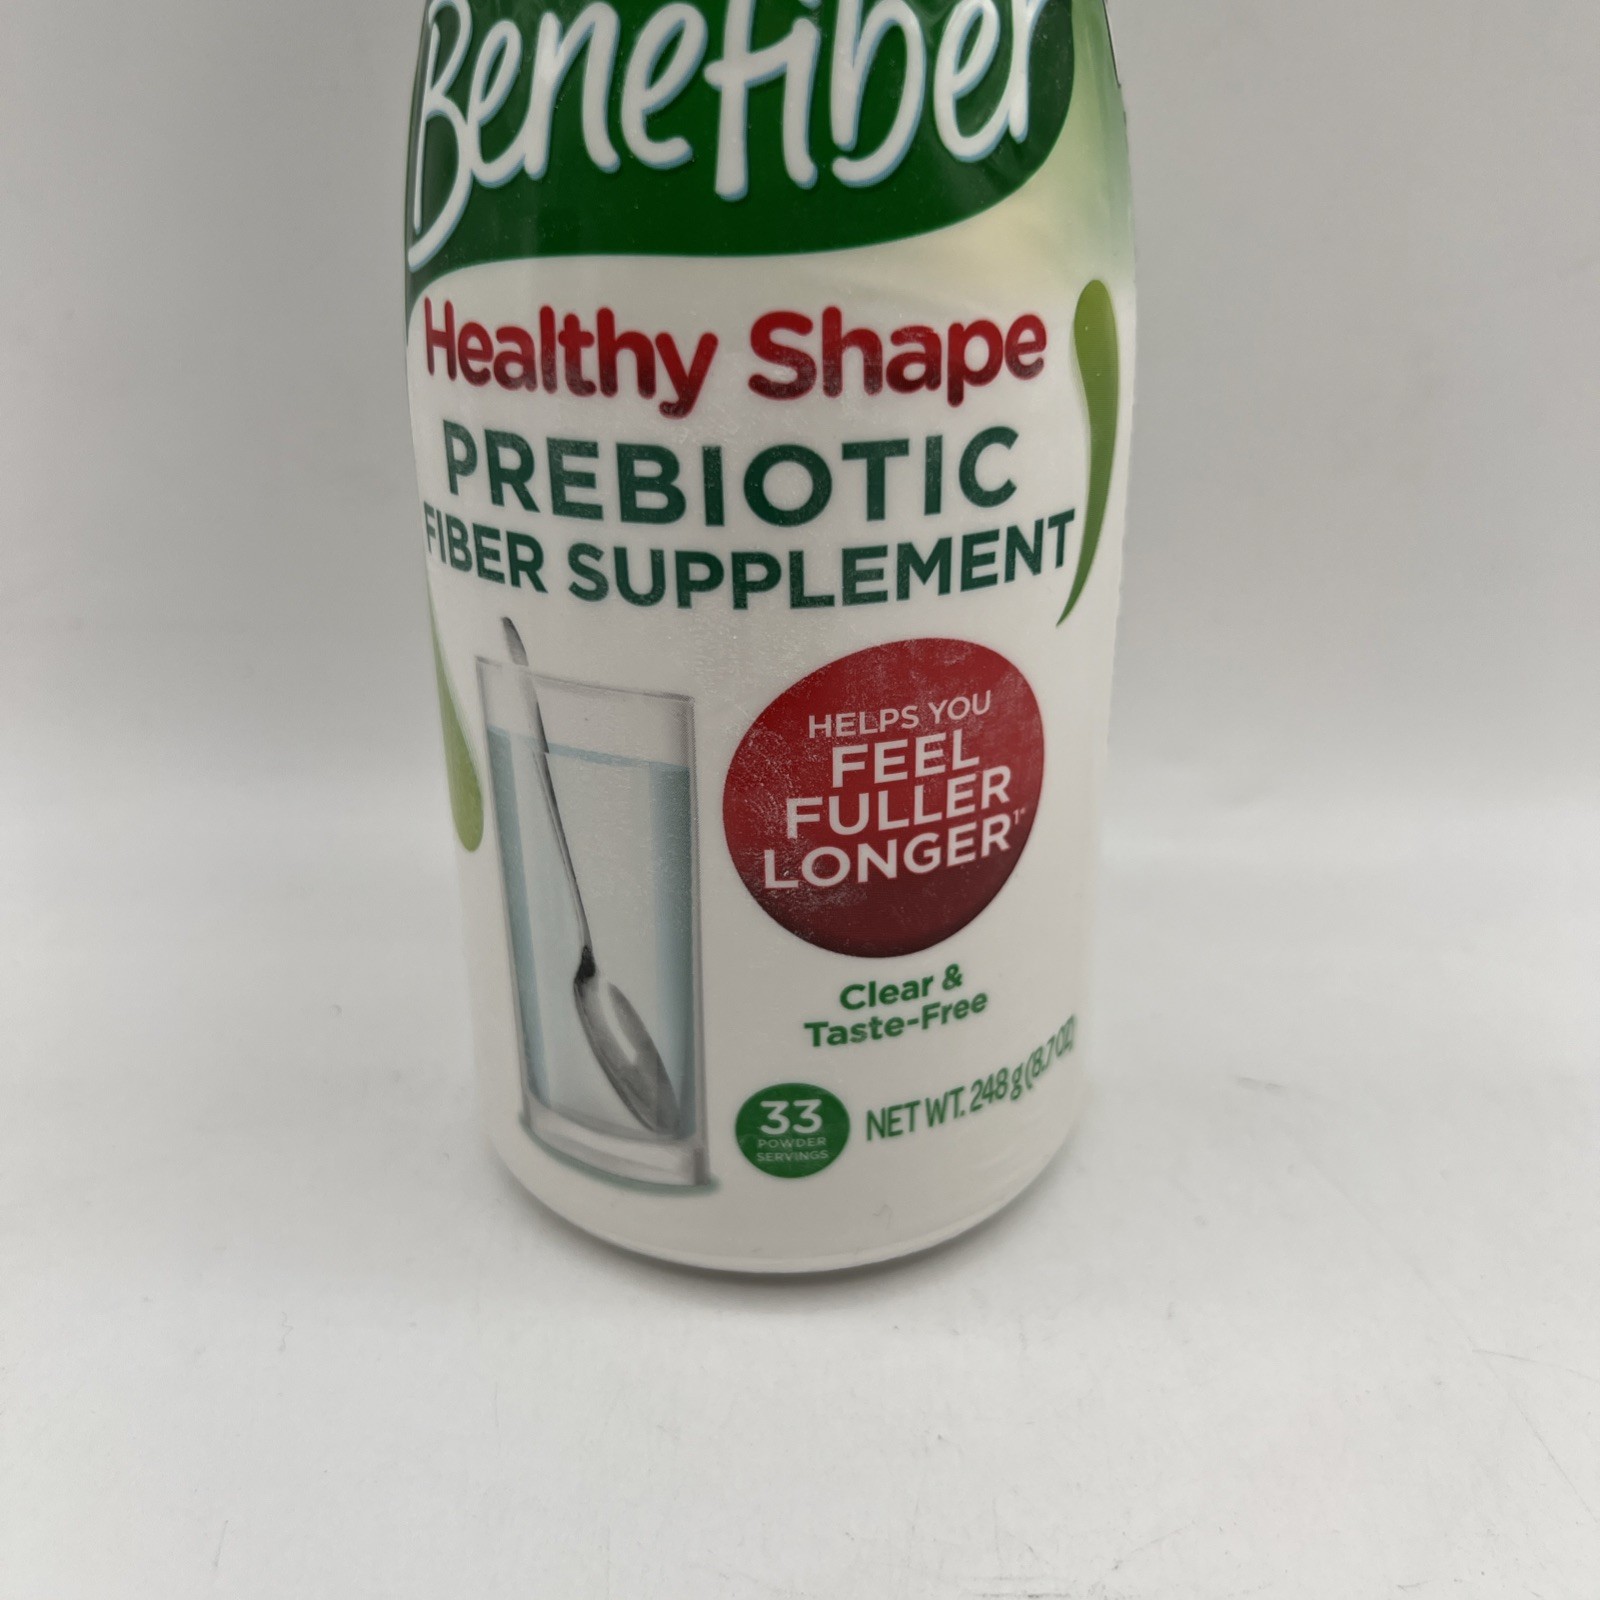 Benefiber
Healthy Shape
PREBIOTIC
FIBER SUPPLEMENT
HELPS YOU
FEEL
FULLER
LONGER
Clear &
Taste-Free
33
POWDER
SERVINGS
NET WT. 248 g (8.7 OZ)